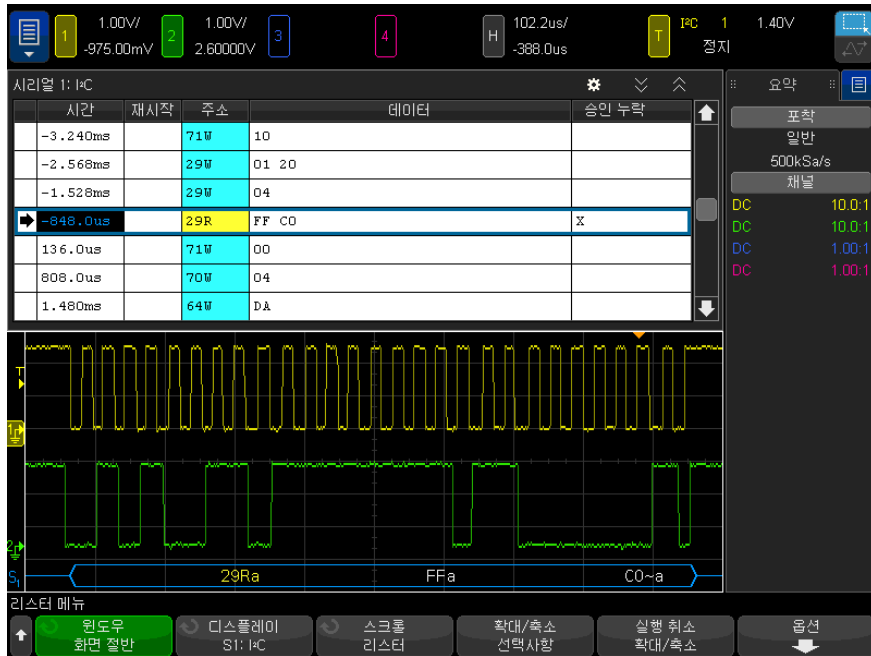 1 1.00V/ 2 1.00V/ 3 4 H 102.2us/ T I²C 1 1.40V
-975.00mV 2.60000V -388.0us 정지
시리얼 1: I²C
시간 재시작 주소 데이터 승인 누락
-3.240ms 71W 10
-2.568ms 29W 01 20
-1.528ms 29W 04
-848.0us 29R FF C0 X
136.0us 71W 00
808.0us 70W 04
1.480ms 64W DA
요약
포착
일반
500kSa/s
채널
DC 10.0:1
DC 10.0:1
DC 1.00:1
DC 1.00:1
T
1
2
S₁ 29Ra FFa C0~a
리스터 메뉴
윈도우 디스플레이 스크롤 확대/축소 실행 취소 옵션
화면 절반 S1: I²C 리스터 선택사항 확대/축소